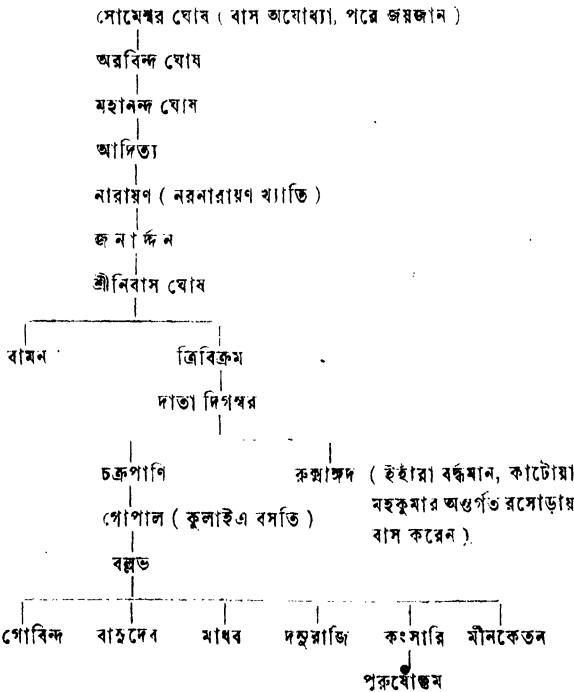 সোমেশ্বর ঘোষ ( বাস অযোধ্যা, পরে জয়জান )
অরবিন্দ ঘোষ
মহানন্দ ঘোষ
আদিত্য
নারায়ণ ( নরনারায়ণ খ্যাতি )
জনার্দ্দন
শ্রীনিবাস ঘোষ
বামন ত্রিবিক্রম
দাতা দিগম্বর
চক্রপাণি রুক্মাঙ্গদ ( ইহাঁরা বর্দ্ধমান, কাটোয়া
মহকুমার অন্তর্গত রসোড়ায়
গোপাল ( কুলাইএ বসতি )
বাস করেন )
বল্লভ
গোবিন্দ বাসুদেব মাধব দনুরাজি কংসারি মীনকেতন
পুরুষোত্তম